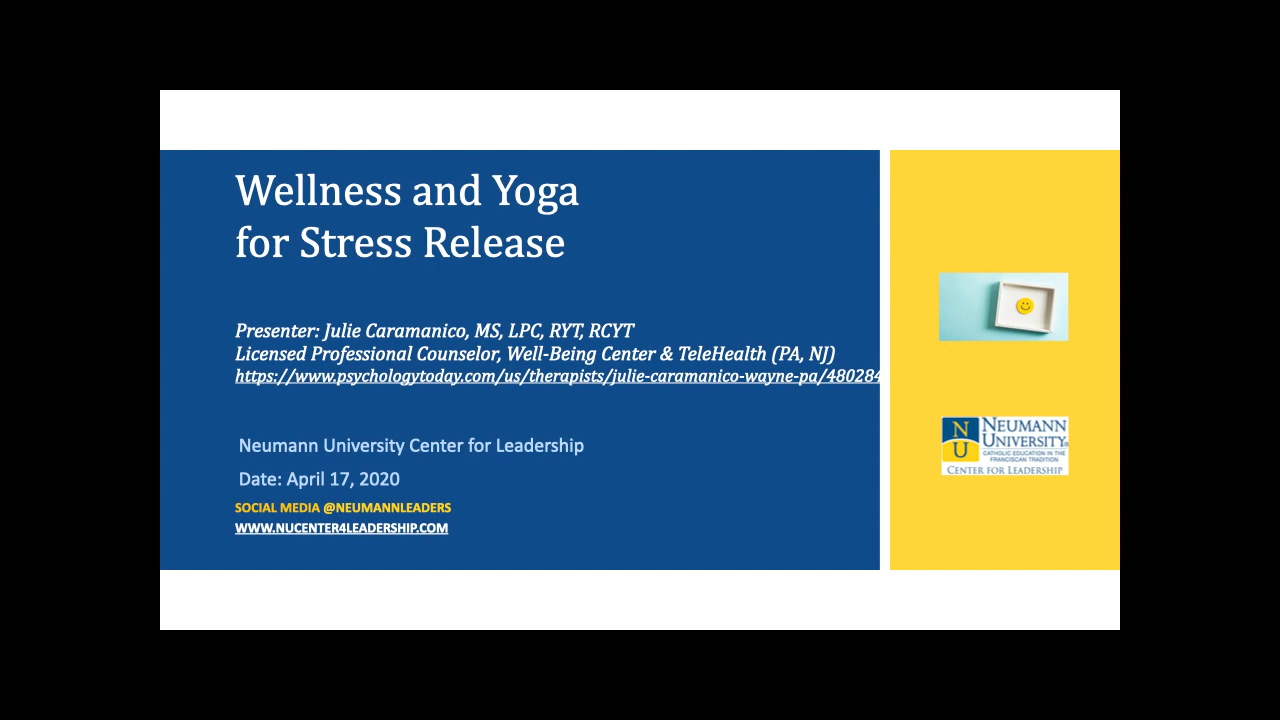 Wellness and Yoga
for Stress Release
Presenter: Julie Caramanico, MS, LPC, RYT, RCYT
Licensed Professional Counselor, Well-Being Center & TeleHealth (PA, NJ)
https://www.psychologytoday.com/us/therapists/julie-caramanico-wayne-pa/480284
Neumann University Center for Leadership
Date: April 17, 2020
SOCIAL MEDIA @NEUMANNLEADERS
WWW.NUCENTER4LEADERSHIP.COM
N
U
NEUMANN
UNIVERSITY®
CATHOLIC EDUCATION IN THE
FRANCISCAN TRADITION
CENTER FOR LEADERSHIP